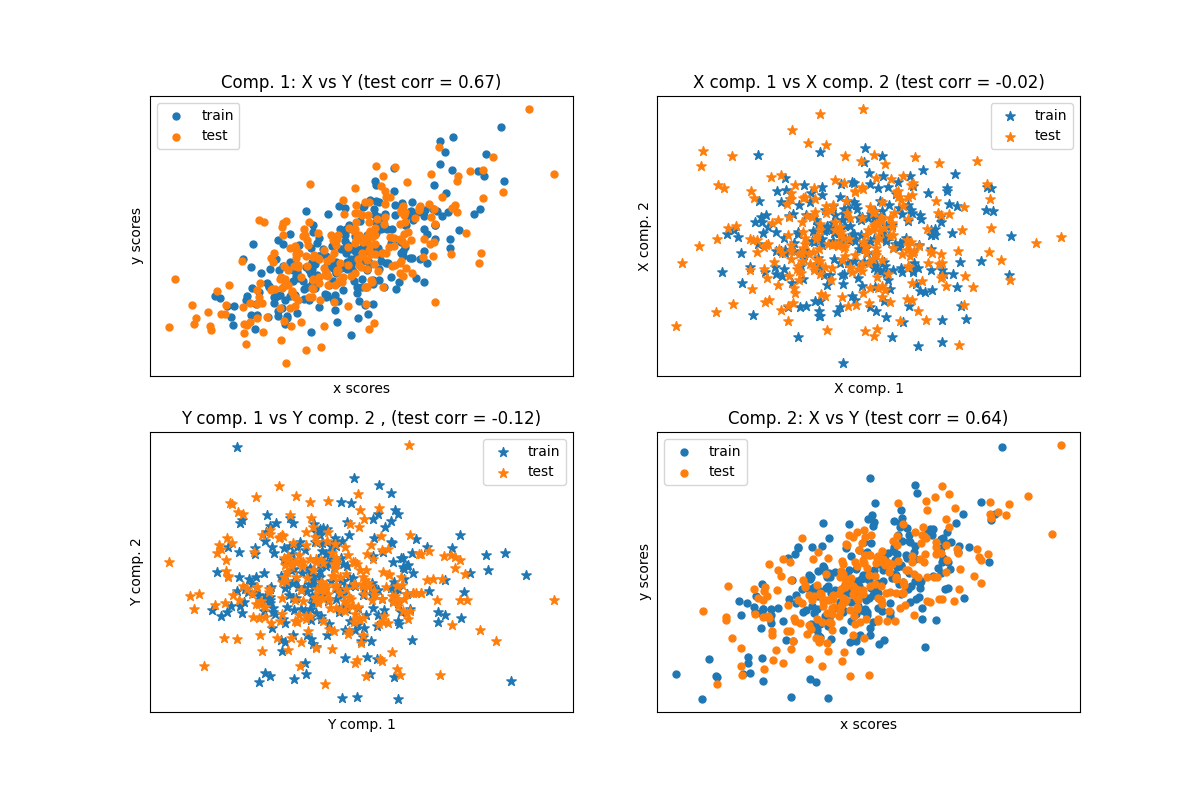 Comp. 1: X vs Y (test corr = 0.67)
train
test
y scores
x scores
X comp. 1 vs X comp. 2 (test corr = -0.02)
train
test
X comp. 2
X comp. 1
Y comp. 1 vs Y comp. 2 , (test corr = -0.12)
train
test
Y comp. 2
Y comp. 1
Comp. 2: X vs Y (test corr = 0.64)
train
test
y scores
x scores